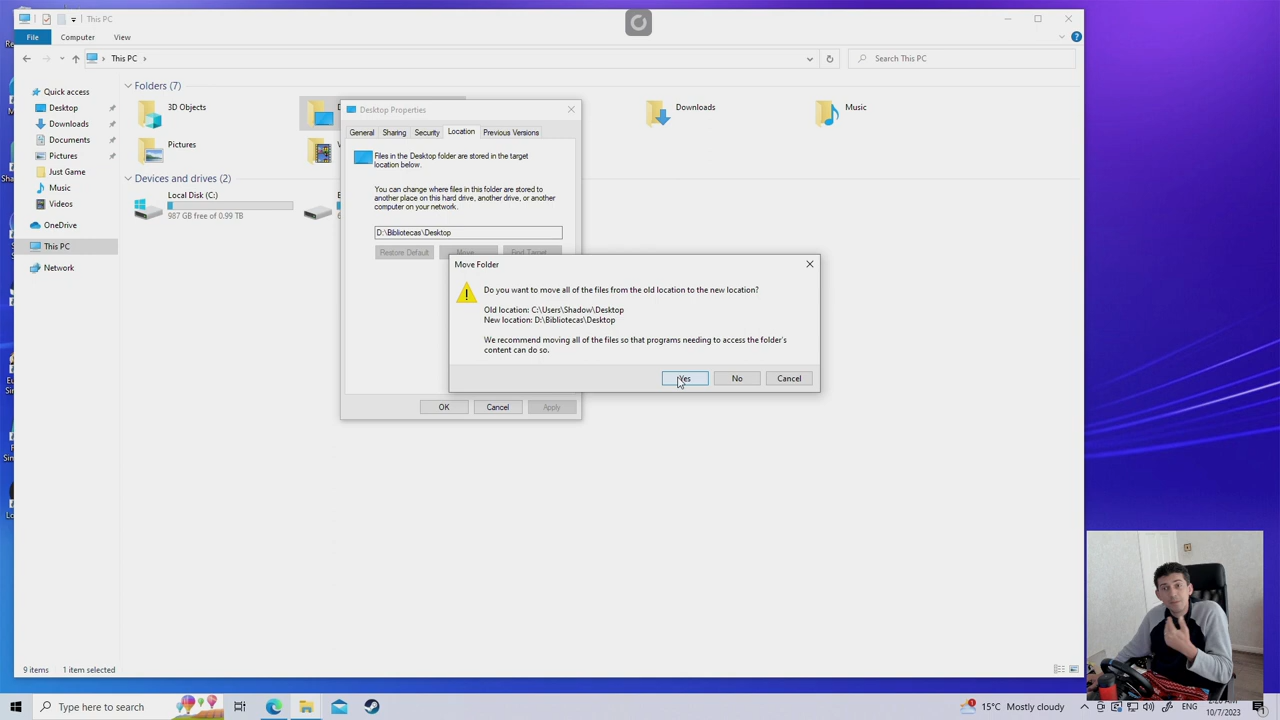 This PC
File
Computer
View
This PC
Search This PC
Quick access
Desktop
Downloads
Documents
Pictures
Just Game
Music
Videos
OneDrive
This PC
Network
Folders (7)
3D Objects
Downloads
Music
Pictures
Devices and drives (2)
Local Disk (C:)
987 GB free of 0.99 TB
Desktop Properties
General
Sharing
Security
Location
Previous Versions
Files in the Desktop folder are stored in the target
location below.
You can change where files in this folder are stored to
another place on this hard drive, another drive, or another
computer on your network.
D:\Bibliotecas\Desktop
Restore Default
Move...
Find Target...
Move Folder
Do you want to move all of the files from the old location to the new location?
Old location: C:\Users\Shadow\Desktop
New location: D:\Bibliotecas\Desktop
We recommend moving all of the files so that programs needing to access the folder's
content can do so.
Yes
No
Cancel
OK
Cancel
Apply
9 items
1 item selected
Type here to search
15°C Mostly cloudy
ENG
10/7/2023